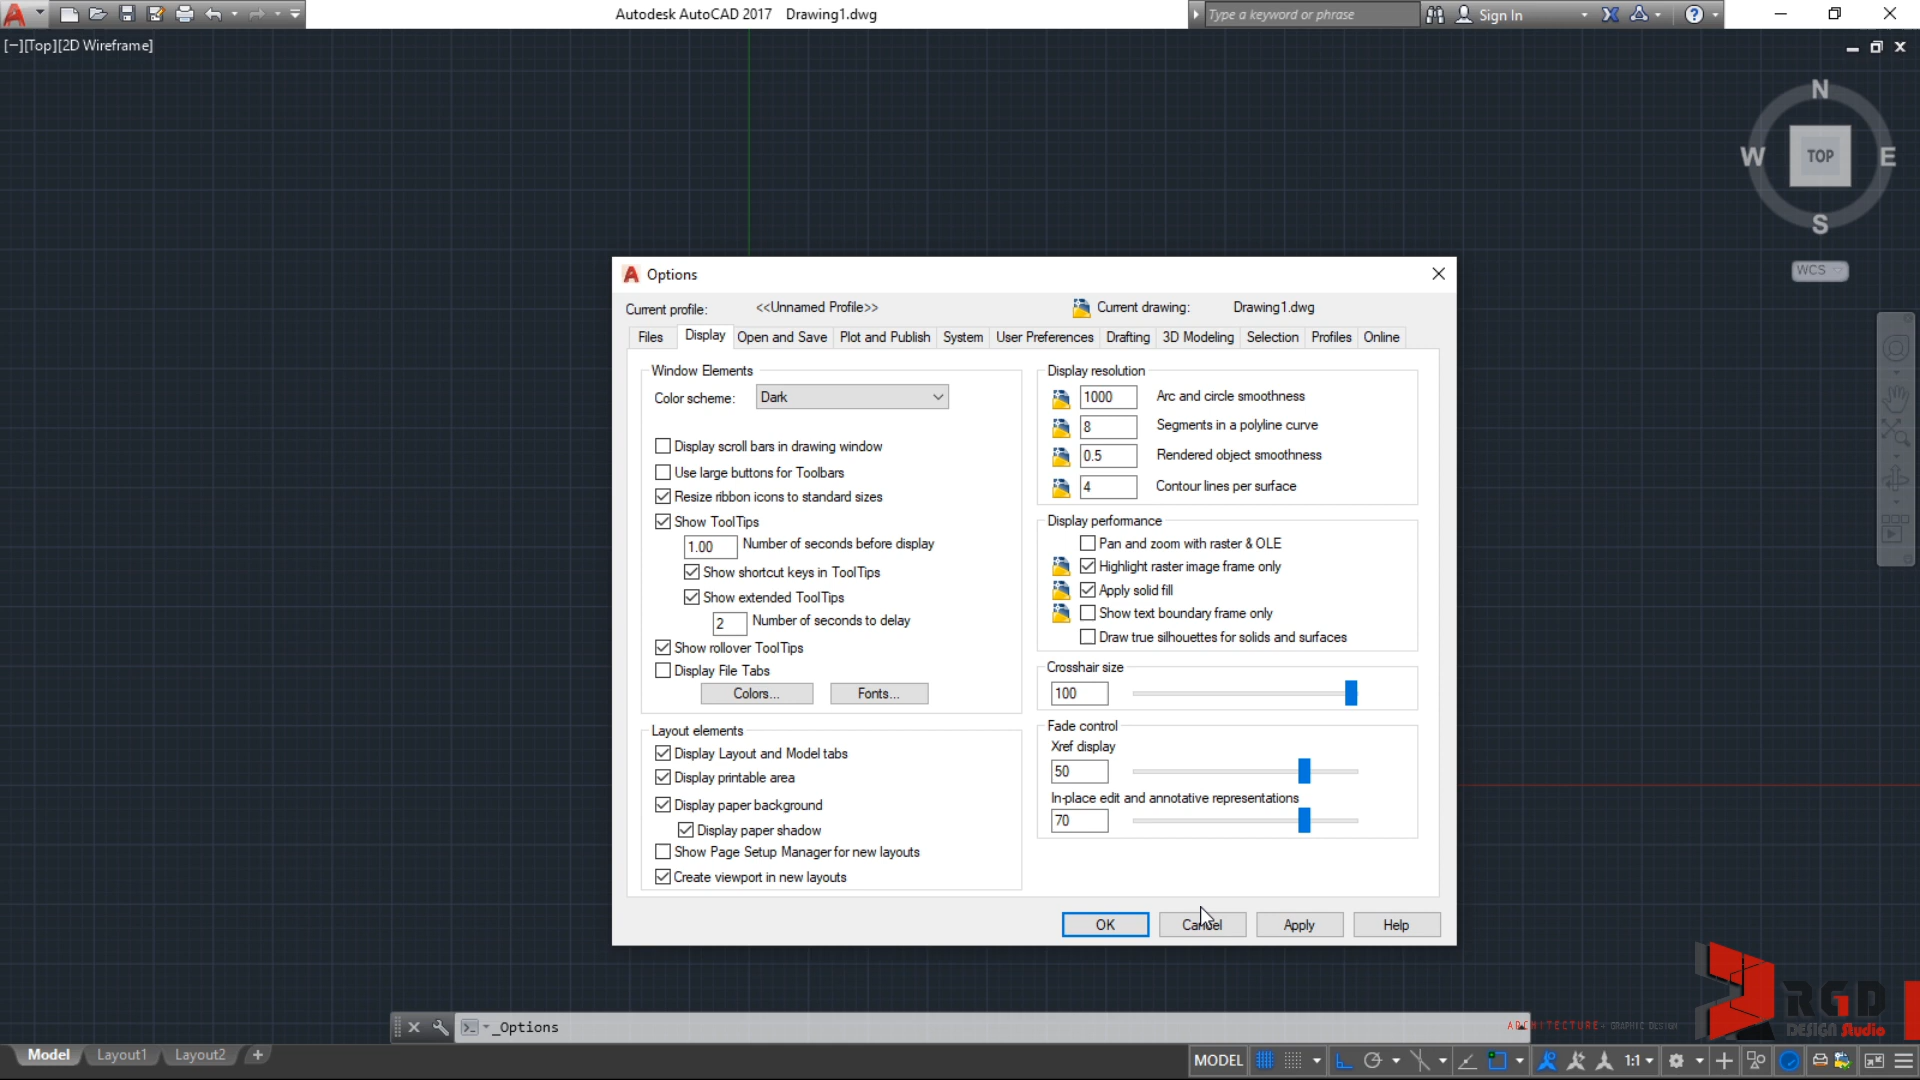 Autodesk AutoCAD 2017 Drawing1.dwg
Type a keyword or phrase
Sign In
[−][Top][2D Wireframe]
N
W
TOP
E
S
WCS
Options
Current profile:
<<Unnamed Profile>>
Current drawing:
Drawing1.dwg
Files
Display
Open and Save
Plot and Publish
System
User Preferences
Drafting
3D Modeling
Selection
Profiles
Online
Window Elements
Color scheme:
Dark
Display scroll bars in drawing window
Use large buttons for Toolbars
Resize ribbon icons to standard sizes
Show ToolTips
1.00 Number of seconds before display
Show shortcut keys in ToolTips
Show extended ToolTips
2 Number of seconds to delay
Show rollover ToolTips
Display File Tabs
Colors...
Fonts...
Layout elements
Display Layout and Model tabs
Display printable area
Display paper background
Display paper shadow
Show Page Setup Manager for new layouts
Create viewport in new layouts
Display resolution
1000 Arc and circle smoothness
8 Segments in a polyline curve
0.5 Rendered object smoothness
4 Contour lines per surface
Display performance
Pan and zoom with raster & OLE
Highlight raster image frame only
Apply solid fill
Show text boundary frame only
Draw true silhouettes for solids and surfaces
Crosshair size
100
Fade control
Xref display
50
In-place edit and annotative representations
70
OK
Cancel
Apply
Help
_Options
RGD
DESIGN Studio
ARCHITECTURE • GRAPHIC DESIGN
Model
Layout1
Layout2
MODEL
1:1